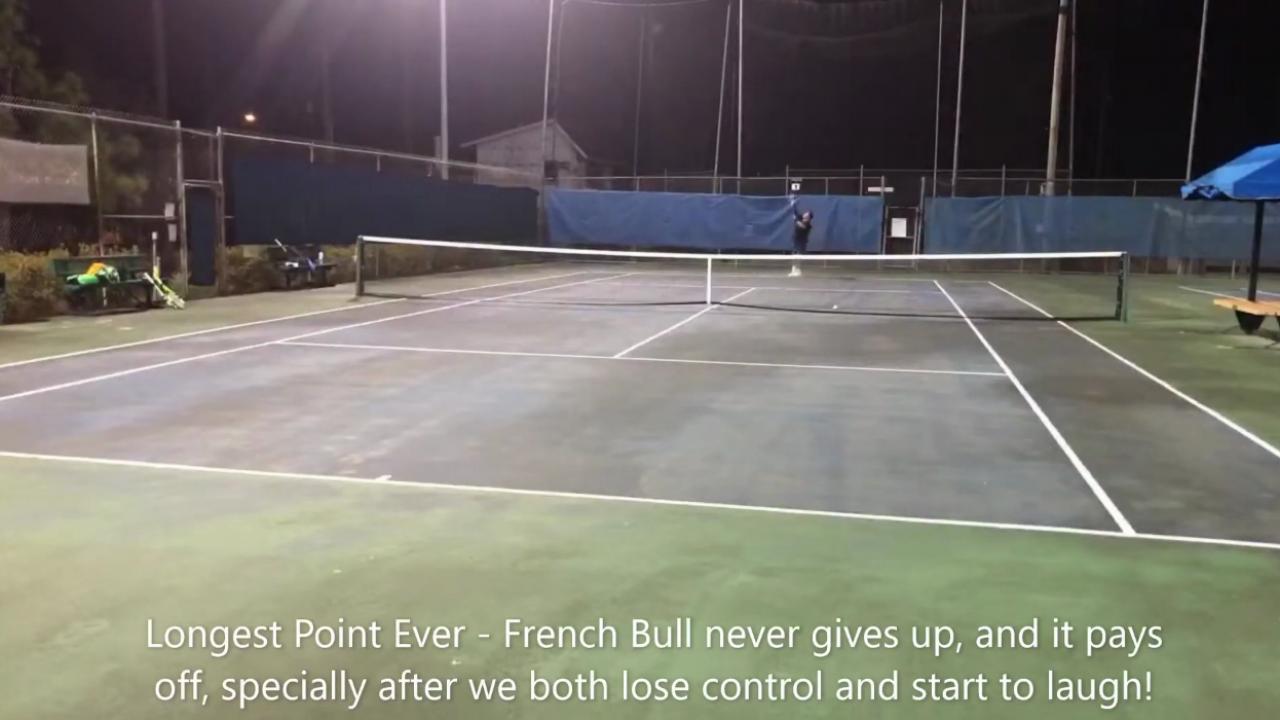 Longest Point Ever - French Bull never gives up, and it pays
off, specially after we both lose control and start to laugh!